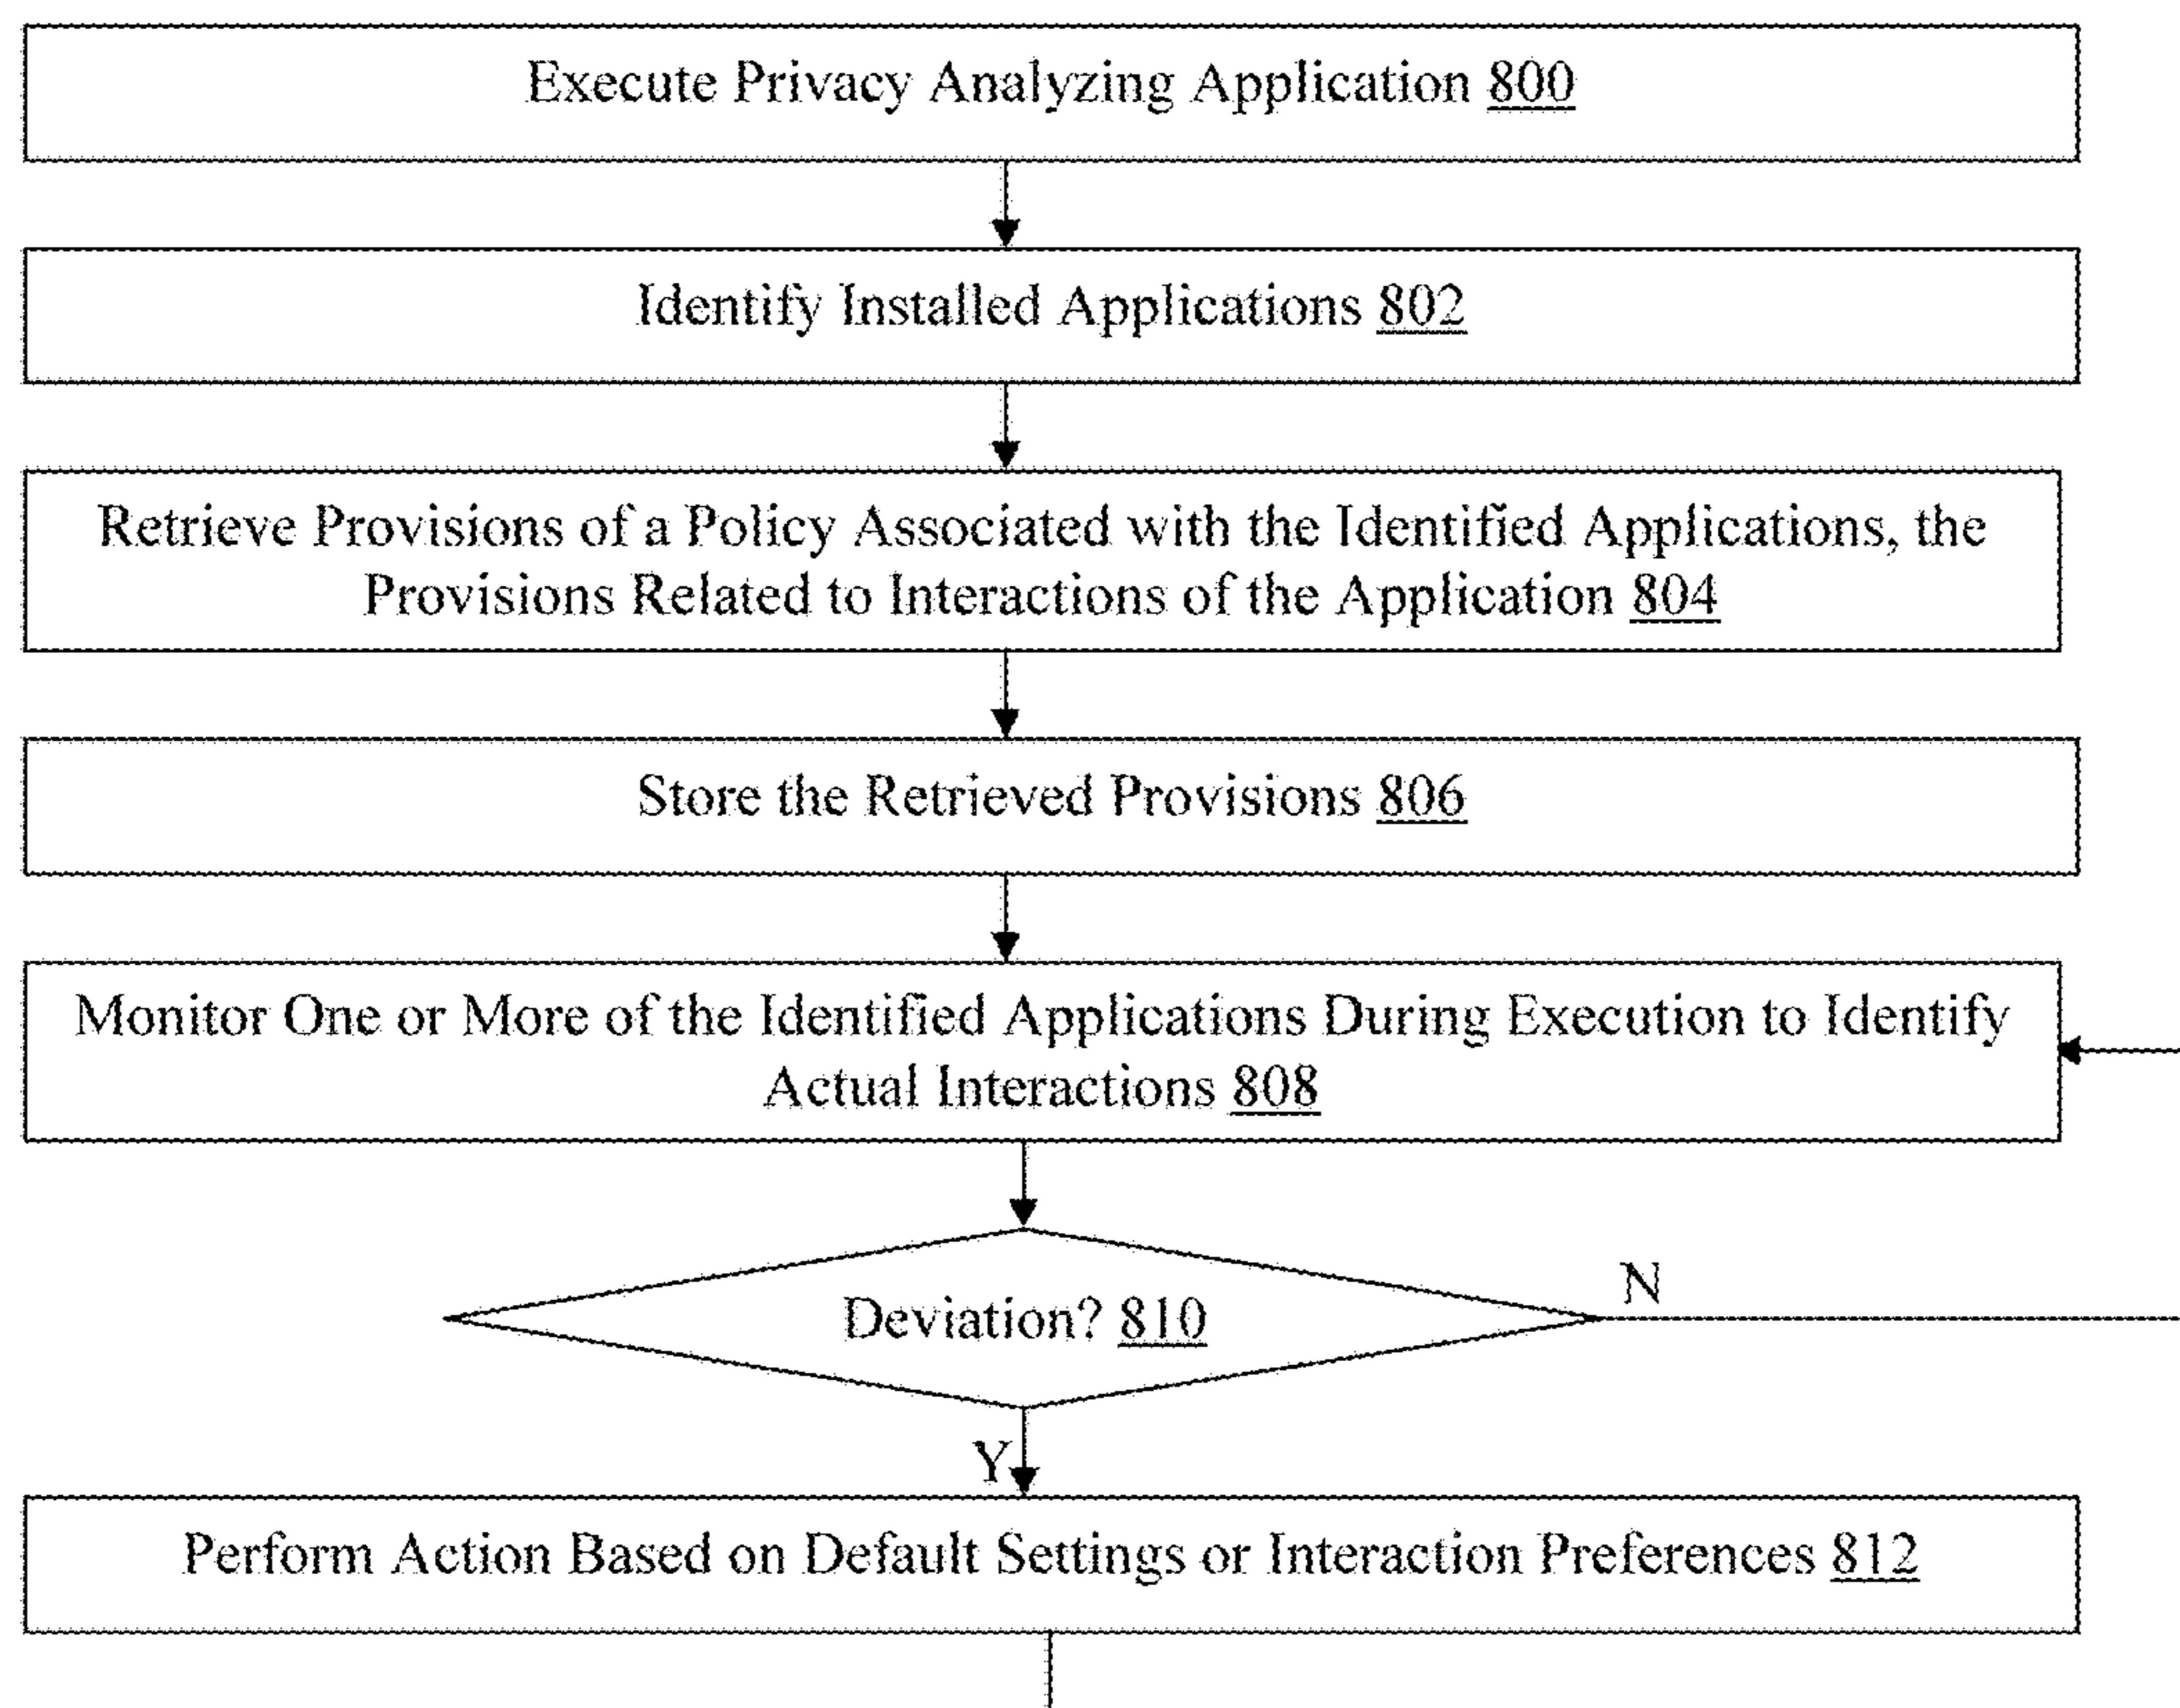 Execute Privacy Analyzing Application 800
Identify Installed Applications 802
Retrieve Provisions of a Policy Associated with the Identified Applications, the
Provisions Related to Interactions of the Application 804
Store the Retrieved Provisions 806
Monitor One or More of the Identified Applications During Execution to Identify
Actual Interactions 808
Deviation? 810
N
Y
Perform Action Based on Default Settings or Interaction Preferences 812